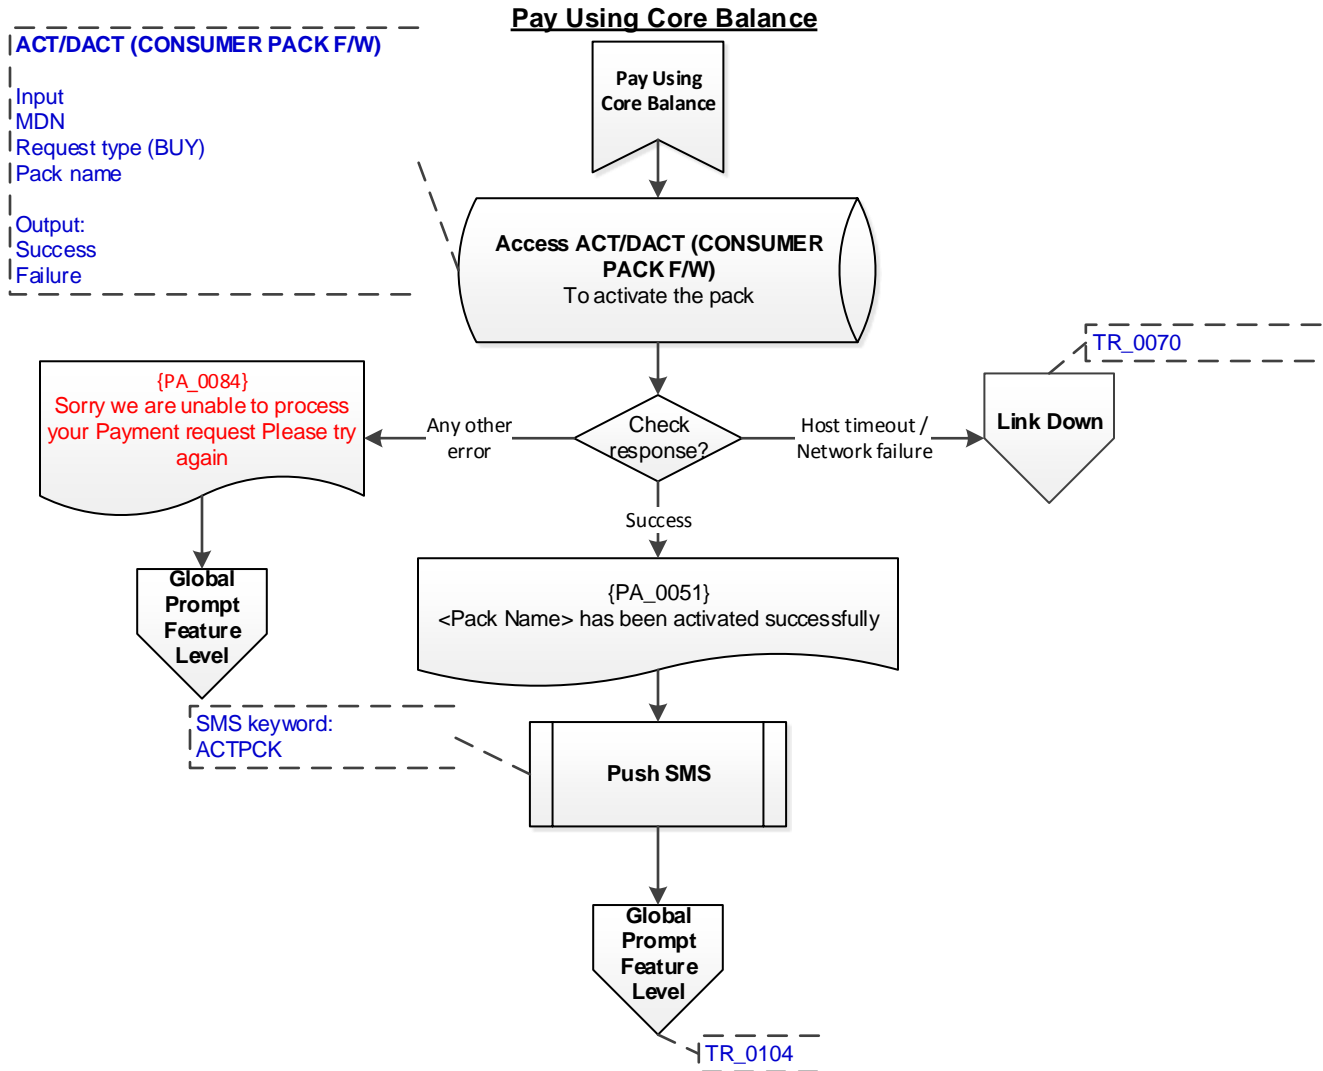 Pay Using Core Balance
ACT/DACT (CONSUMER PACK F/W)
Input
MDN
Request type (BUY)
Pack name
Output:
Success
Failure
Pay Using
Core Balance
Access ACT/DACT (CONSUMER
PACK F/W)
To activate the pack
TR_0070
Link Down
Host timeout /
Network failure
Check
response?
Any other
error
{PA_0084}
Sorry we are unable to process
your Payment request Please try
again
Global
Prompt
Feature
Level
Success
{PA_0051}
<Pack Name> has been activated successfully
SMS keyword:
ACTPCK
Push SMS
Global
Prompt
Feature
Level
TR_0104